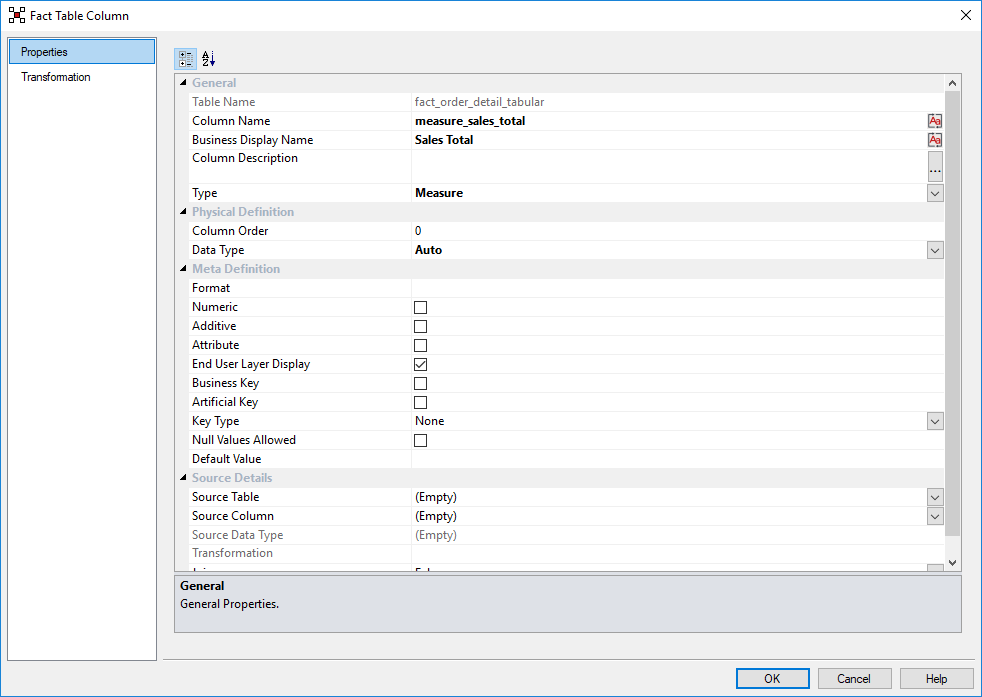 Fact Table Column
Properties
Transformation
General
Table Name fact_order_detail_tabular
Column Name measure_sales_total
Business Display Name Sales Total
Column Description
...
Type Measure
Physical Definition
Column Order 0
Data Type Auto
Meta Definition
Format
Numeric
Additive
Attribute
End User Layer Display
Business Key
Artificial Key
Key Type None
Null Values Allowed
Default Value
Source Details
Source Table (Empty)
Source Column (Empty)
Source Data Type (Empty)
Transformation
General
General Properties.
OK Cancel Help